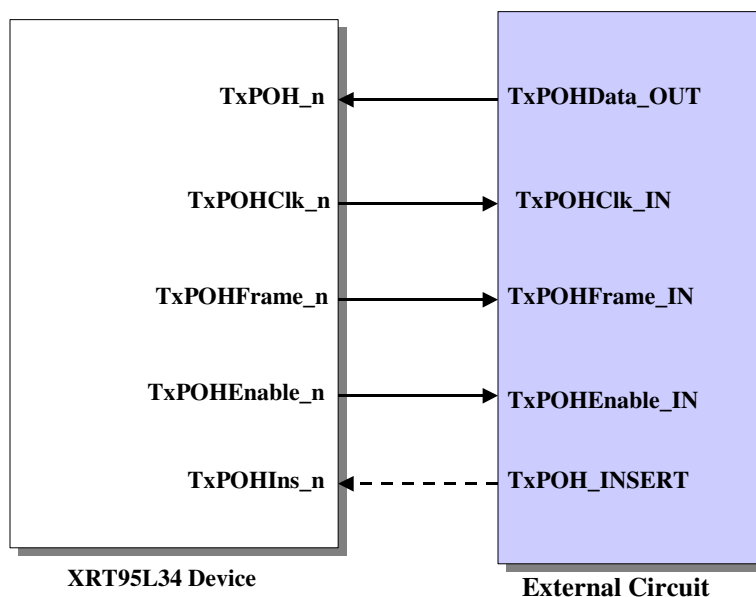 TxPOH_n TxPOHData_OUT
TxPOHClk_n TxPOHClk_IN
TxPOHFrame_n TxPOHFrame_IN
TxPOHEnable_n TxPOHEnable_IN
TxPOHIns_n TxPOH_INSERT
XRT95L34 Device External Circuit